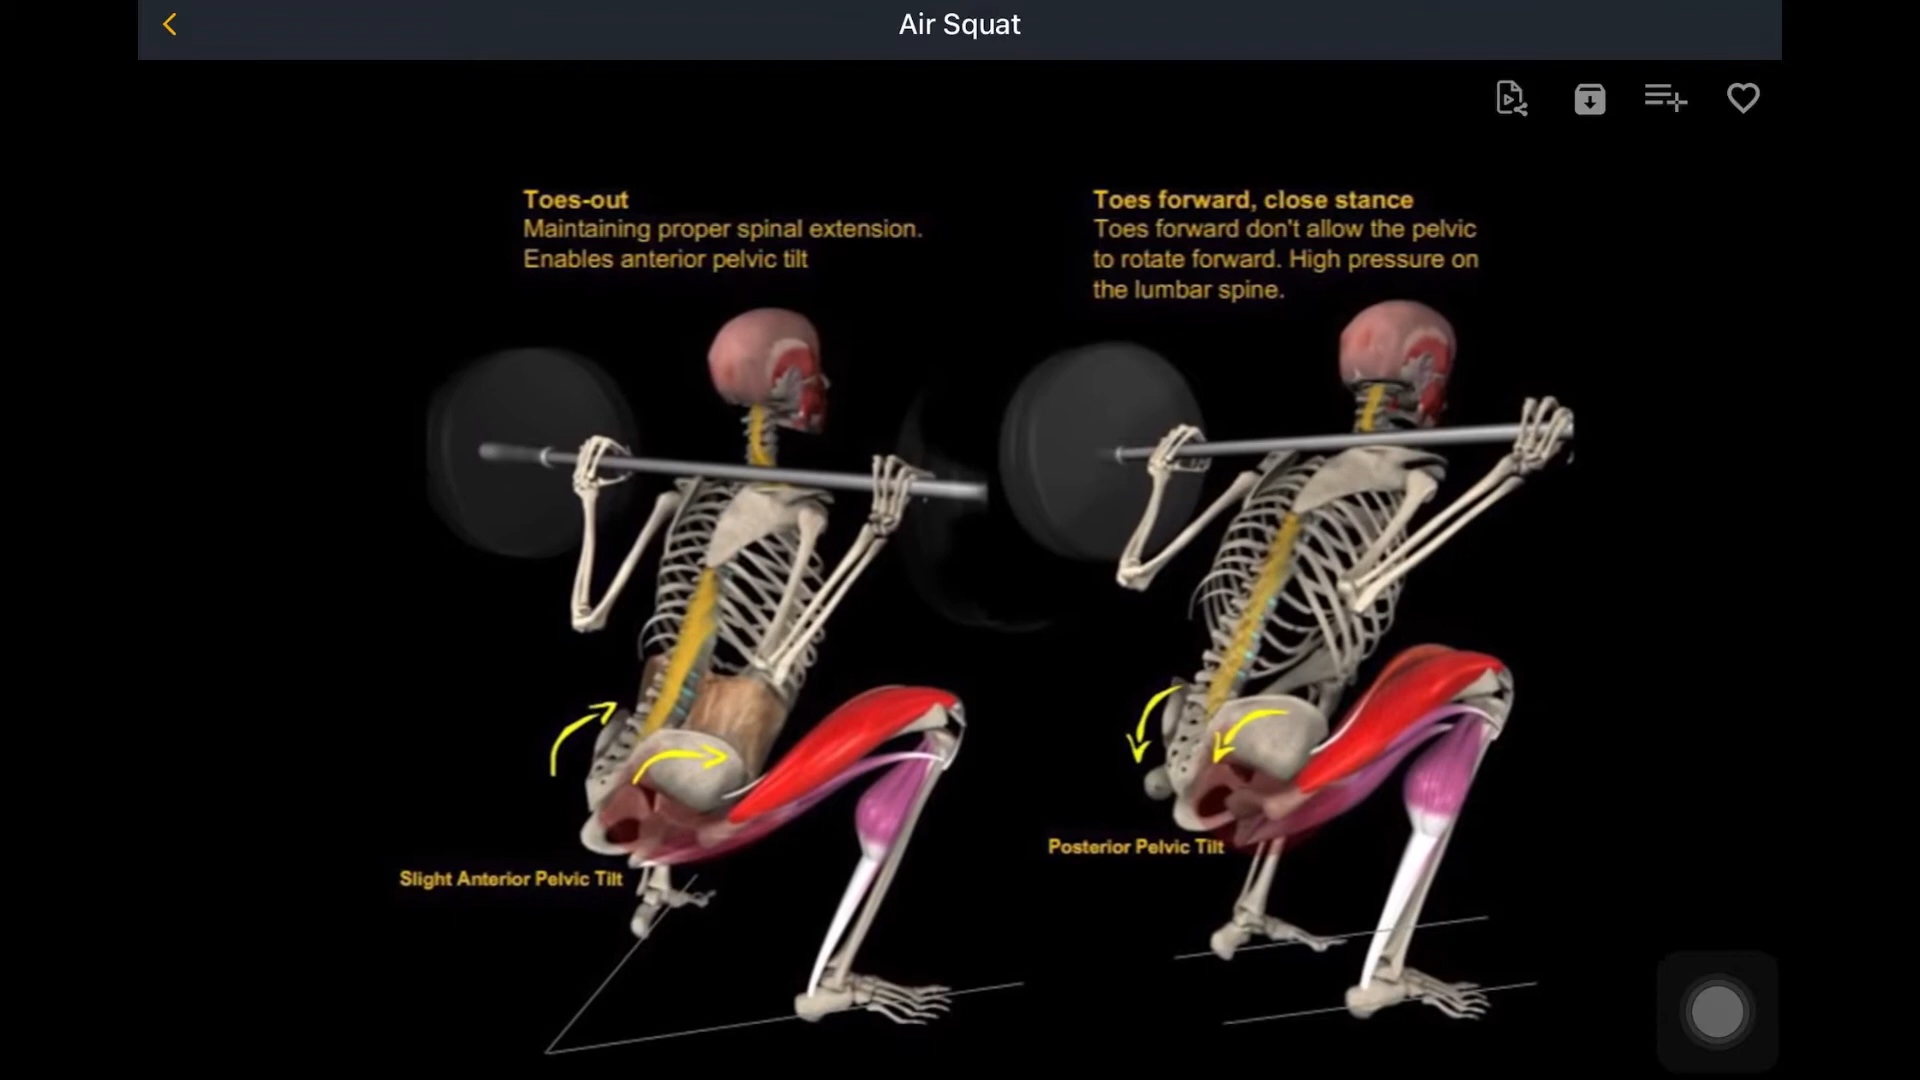 Air Squat
Toes-out
Maintaining proper spinal extension.
Enables anterior pelvic tilt
Toes forward, close stance
Toes forward don't allow the pelvic
to rotate forward. High pressure on
the lumbar spine.
Slight Anterior Pelvic Tilt
Posterior Pelvic Tilt